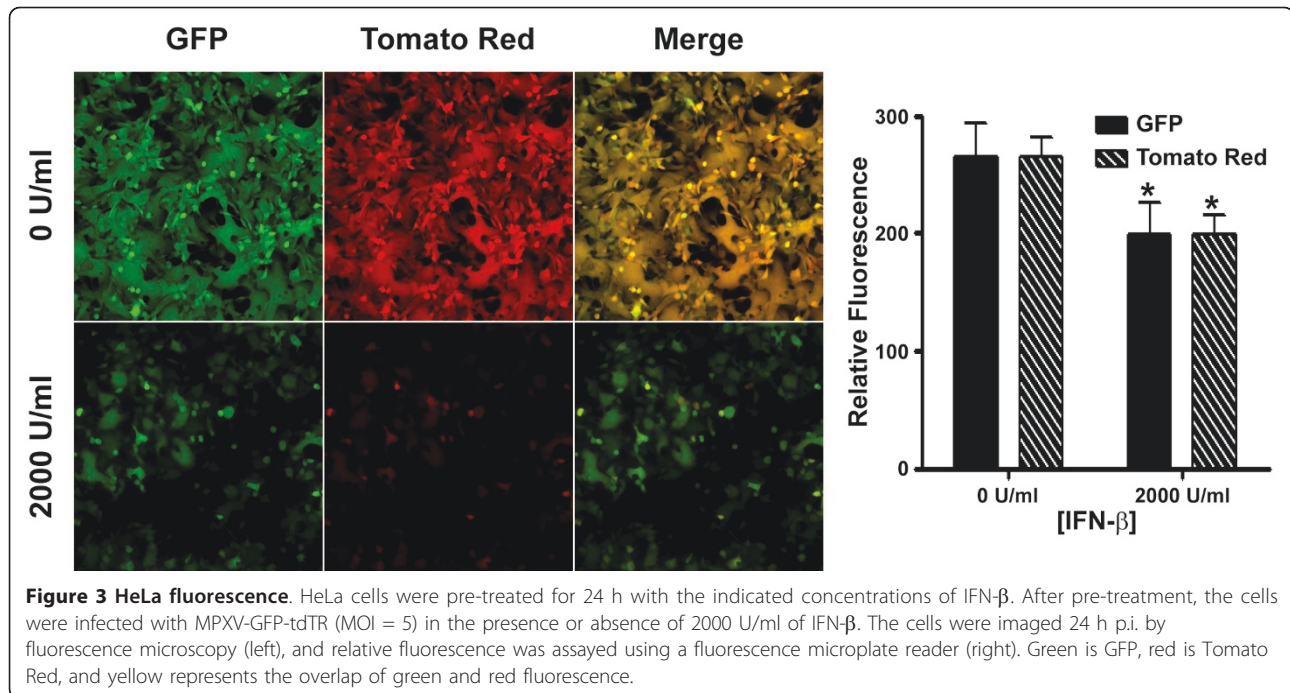 GFP
Tomato Red
Merge
0 U/ml
2000 U/ml
300
200
100
0
Relative Fluorescence
GFP
Tomato Red
*
*
0 U/ml
2000 U/ml
[IFN-β]
Figure 3 HeLa fluorescence. HeLa cells were pre-treated for 24 h with the indicated concentrations of IFN-β. After pre-treatment, the cells
were infected with MPXV-GFP-tdTR (MOI = 5) in the presence or absence of 2000 U/ml of IFN-β. The cells were imaged 24 h p.i. by
fluorescence microscopy (left), and relative fluorescence was assayed using a fluorescence microplate reader (right). Green is GFP, red is Tomato
Red, and yellow represents the overlap of green and red fluorescence.